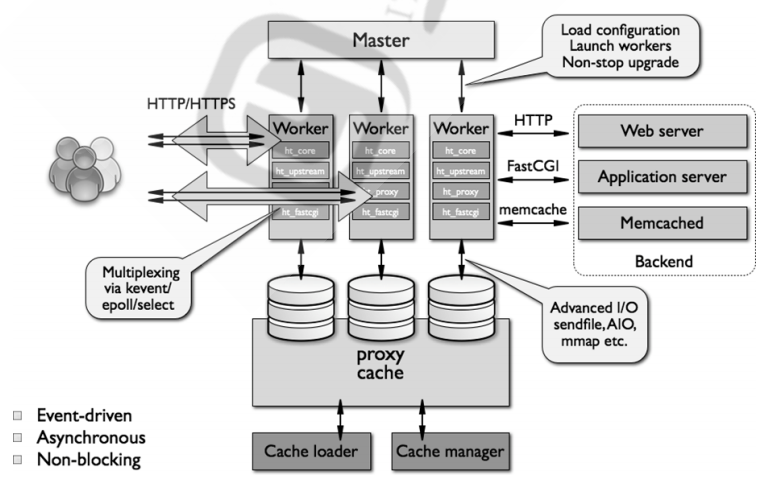 Master
Load configuration
Launch workers
Non-stop upgrade
HTTP/HTTPS
Worker
ht_core
ht_upstream
ht_fastcgi
Worker
ht_core
ht_upstream
ht_proxy
ht_fastcgi
Worker
ht_core
ht_upstream
ht_proxy
ht_fastcgi
HTTP
FastCGI
memcache
Web server
Application server
Memcached
Backend
Multiplexing
via kevent/
epoll/select
Advanced I/O
sendfile, AIO,
mmap etc.
proxy
cache
Cache loader
Cache manager
Event-driven
Asynchronous
Non-blocking